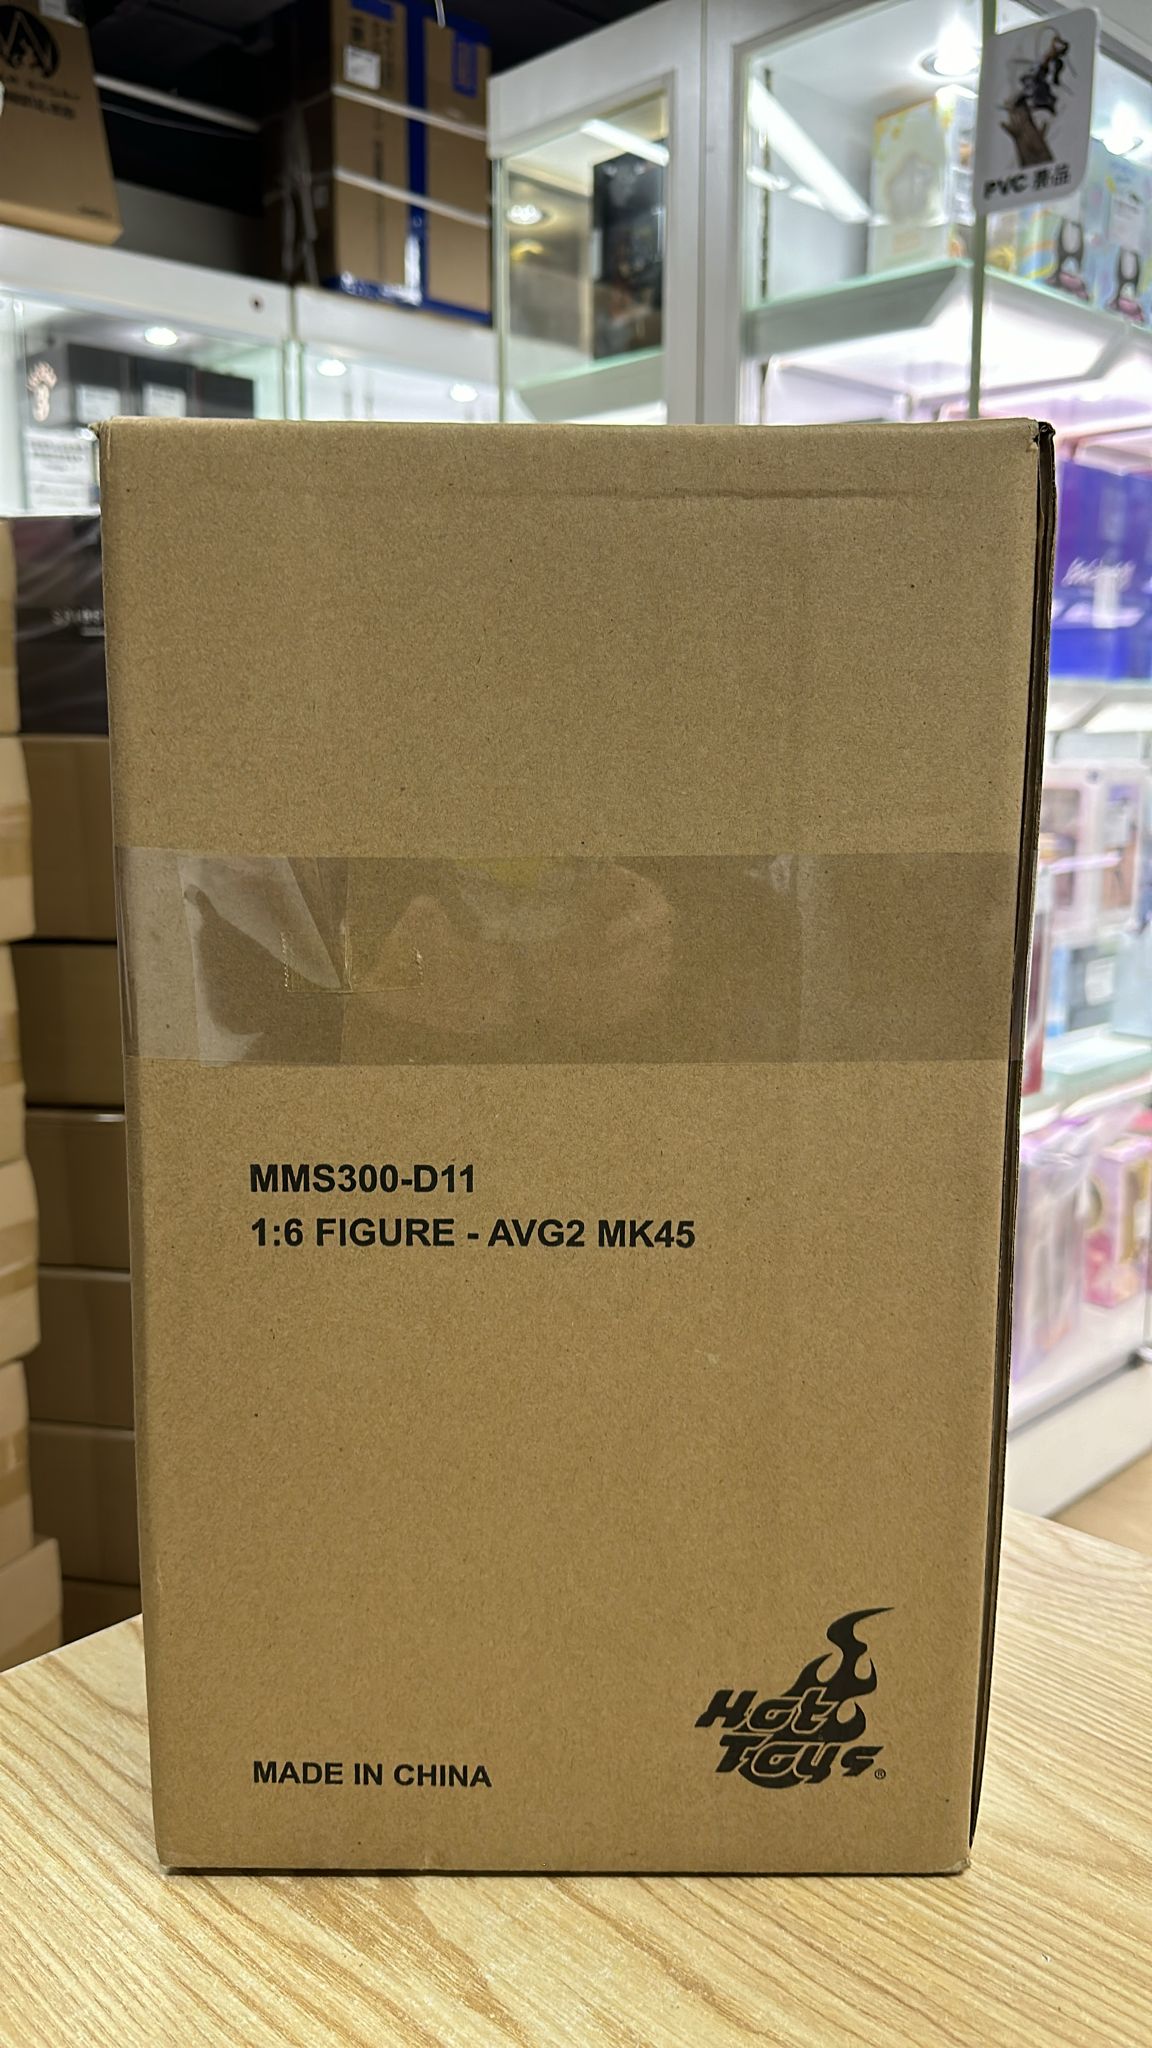 PVC 景品
MMS300-D11
1:6 FIGURE - AVG2 MK45
Hot
Toys®
MADE IN CHINA